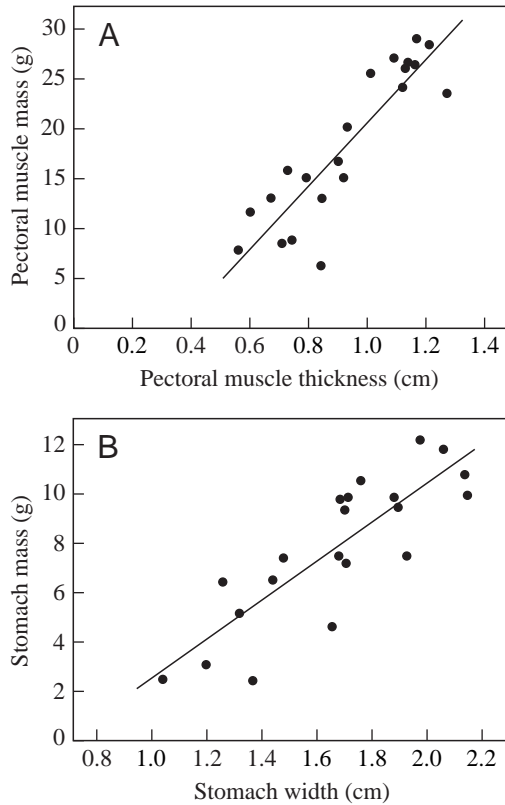 A
30
25
20
15
10
5
0
Pectoral muscle mass (g)
0 0.2 0.4 0.6 0.8 1.0 1.2 1.4
Pectoral muscle thickness (cm)
B
12
10
8
6
4
2
0
Stomach mass (g)
0.8 1.0 1.2 1.4 1.6 1.8 2.0 2.2
Stomach width (cm)